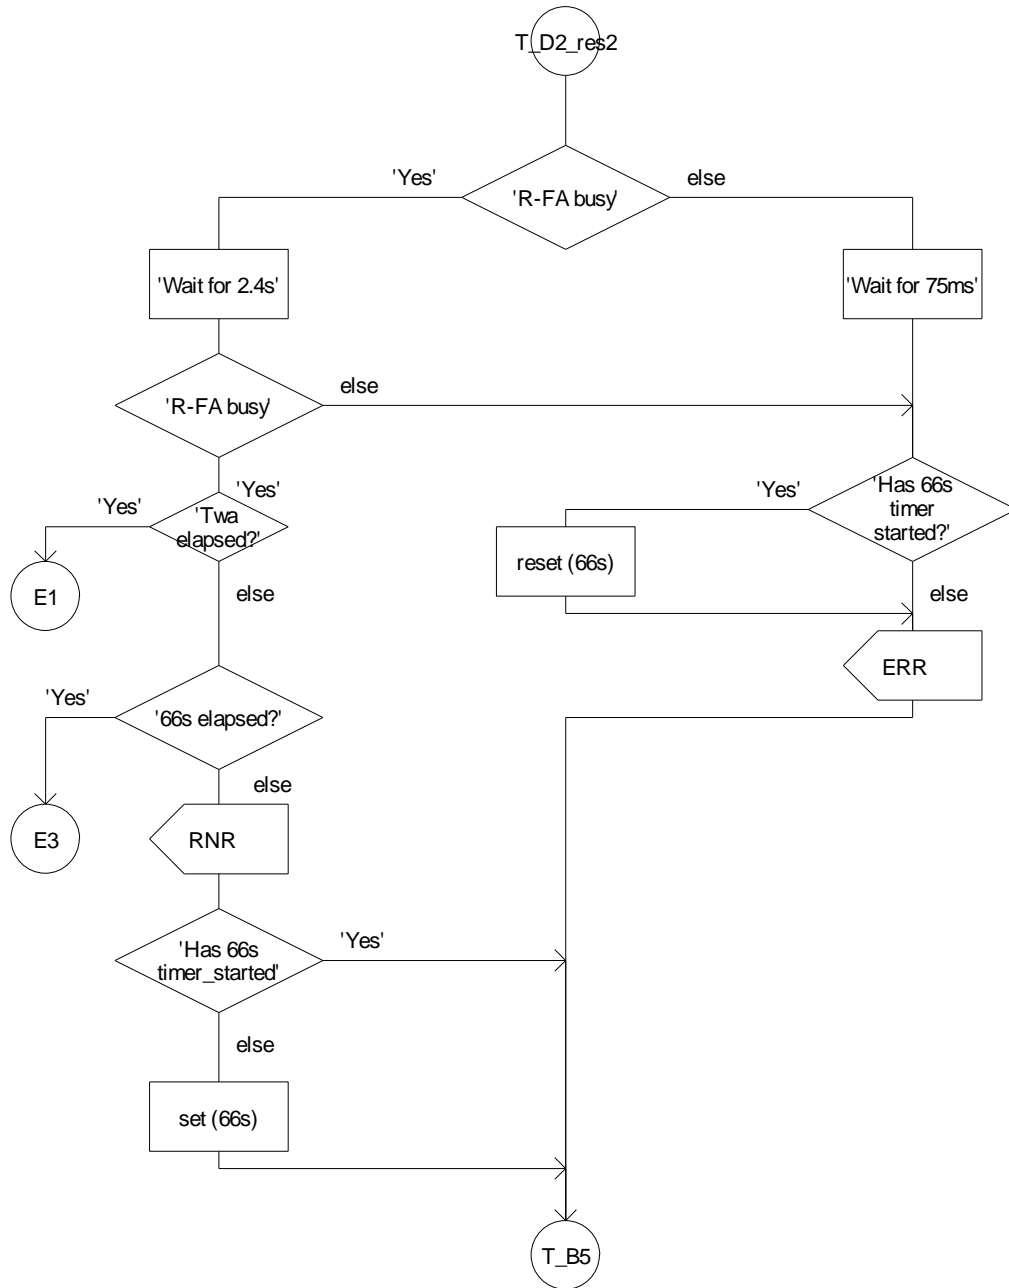 T_D2_res2
'Yes'
else
'R-FA busy'
'Wait for 2.4s'
'Wait for 75ms'
else
'R-FA busy'
'Yes'
'Yes'
'Twa
elapsed?'
'Yes'
'Has 66s
timer
started?'
reset (66s)
E1
else
else
ERR
'Yes'
'66s elapsed?'
else
E3
RNR
'Yes'
'Has 66s
timer_started'
else
set (66s)
T_B5